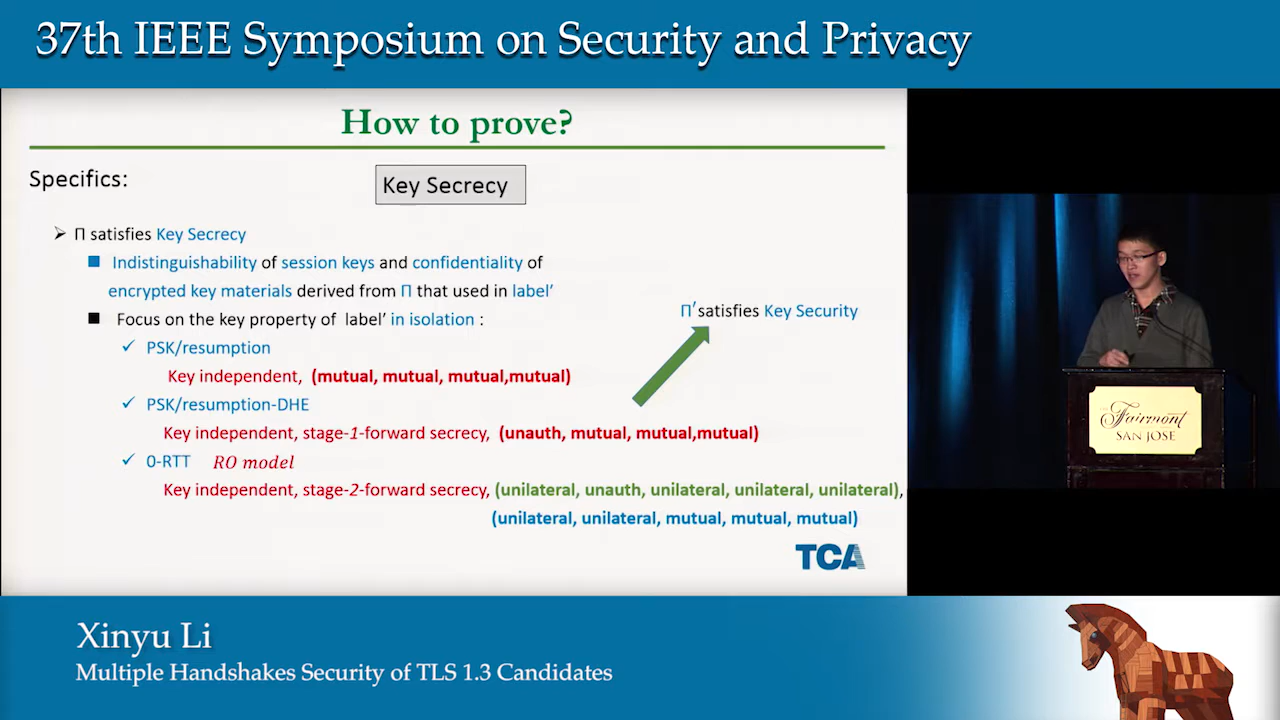 37th IEEE Symposium on Security and Privacy
How to prove?
Specifics:
Key Secrecy
➢ Π satisfies Key Secrecy
■ Indistinguishability of session keys and confidentiality of
encrypted key materials derived from Π that used in label’
Π′satisfies Key Security
■ Focus on the key property of label’ in isolation :
✓ PSK/resumption
Key independent, (mutual, mutual, mutual,mutual)
✓ PSK/resumption-DHE
Key independent, stage-1-forward secrecy, (unauth, mutual, mutual,mutual)
✓ 0-RTT RO model
Key independent, stage-2-forward secrecy, (unilateral, unauth, unilateral, unilateral, unilateral),
(unilateral, unilateral, mutual, mutual, mutual)
TCA
Fairmont
SAN JOSE
Xinyu Li
Multiple Handshakes Security of TLS 1.3 Candidates